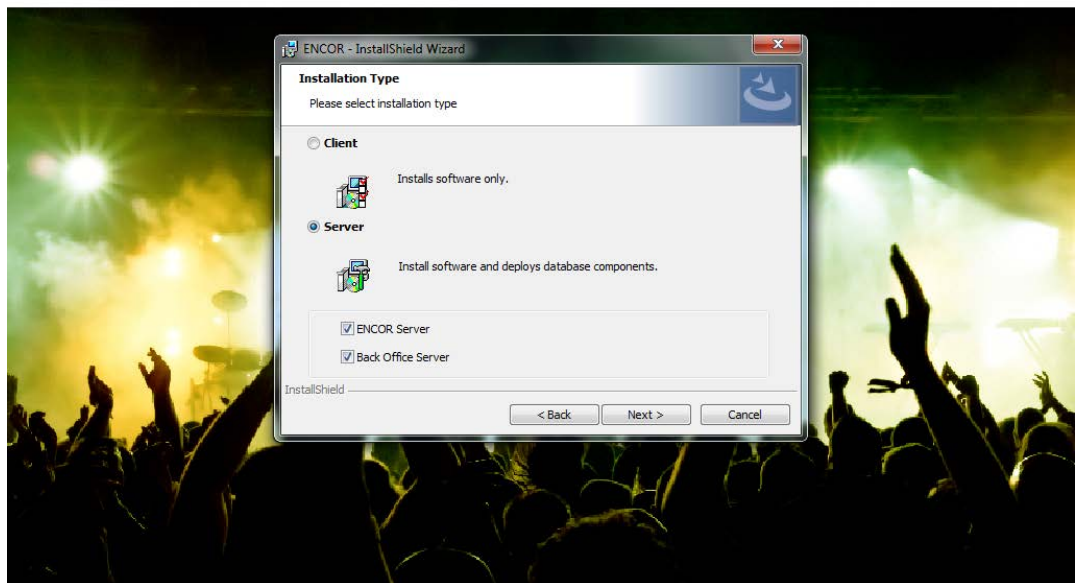 ENCOR - InstallShield Wizard
Installation Type
Please select installation type
Client
Installs software only.
Server
Install software and deploys database components.
ENCOR Server
Back Office Server
InstallShield
< Back Next > Cancel